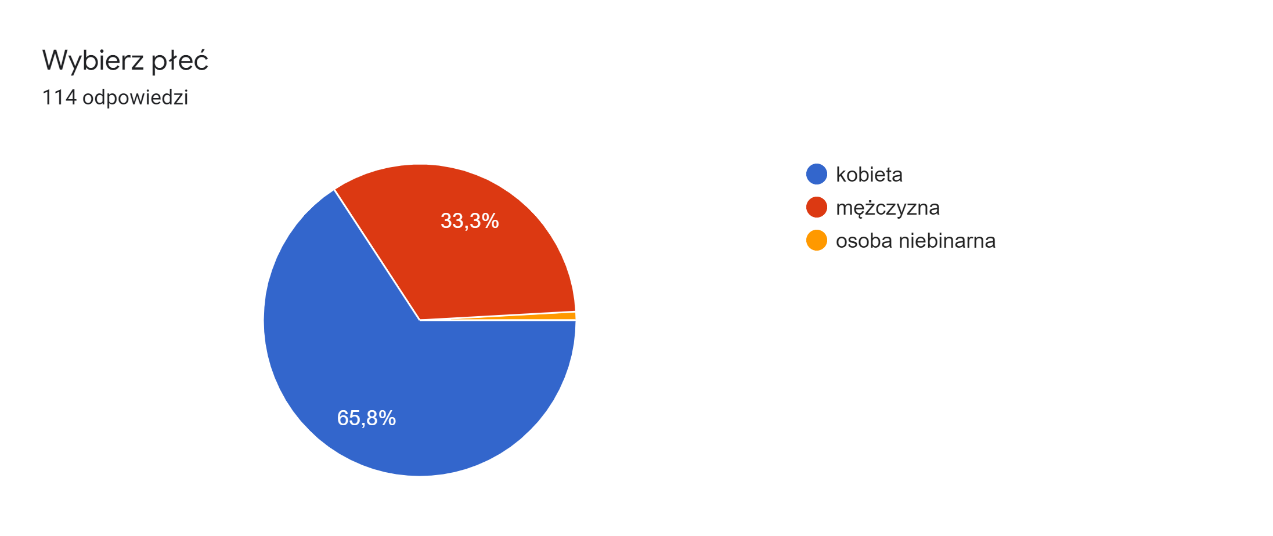 Wybierz płeć
114 odpowiedzi
33,3%
65,8%
kobieta
mężczyzna
osoba niebinarna